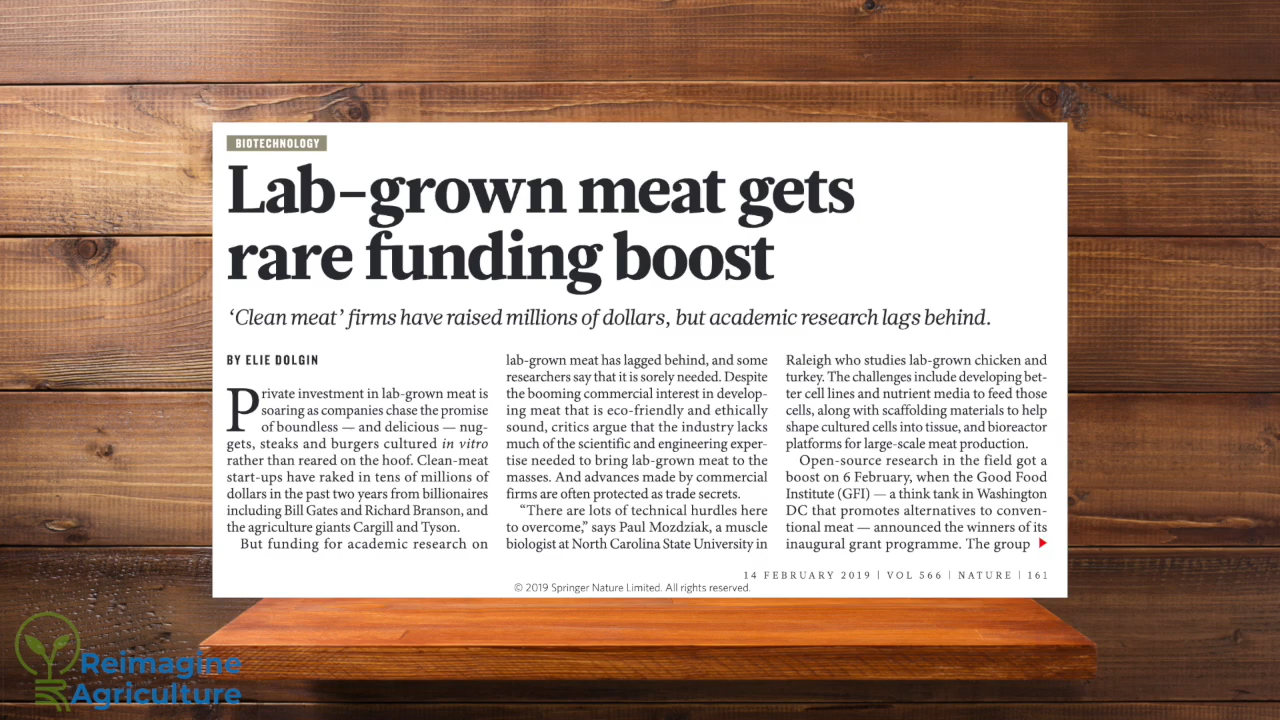 BIOTECHNOLOGY
Lab-grown meat gets
rare funding boost
‘Clean meat’ firms have raised millions of dollars, but academic research lags behind.
BY ELIE DOLGIN
Private investment in lab-grown meat is
soaring as companies chase the promise
of boundless — and delicious — nug-
gets, steaks and burgers cultured in vitro
rather than reared on the hoof. Clean-meat
start-ups have raked in tens of millions of
dollars in the past two years from billionaires
including Bill Gates and Richard Branson, and
the agriculture giants Cargill and Tyson.
But funding for academic research on
lab-grown meat has lagged behind, and some
researchers say that it is sorely needed. Despite
the booming commercial interest in develop-
ing meat that is eco-friendly and ethically
sound, critics argue that the industry lacks
much of the scientific and engineering exper-
tise needed to bring lab-grown meat to the
masses. And advances made by commercial
firms are often protected as trade secrets.
“There are lots of technical hurdles here
to overcome,” says Paul Mozdziak, a muscle
biologist at North Carolina State University in
Raleigh who studies lab-grown chicken and
turkey. The challenges include developing bet-
ter cell lines and nutrient media to feed those
cells, along with scaffolding materials to help
shape cultured cells into tissue, and bioreactor
platforms for large-scale meat production.
Open-source research in the field got a
boost on 6 February, when the Good Food
Institute (GFI) — a think tank in Washington
DC that promotes alternatives to conven-
tional meat — announced the winners of its
inaugural grant programme. The group
14 FEBRUARY 2019 | VOL 566 | NATURE | 161
© 2019 Springer Nature Limited. All rights reserved.
Reimagine
Agriculture